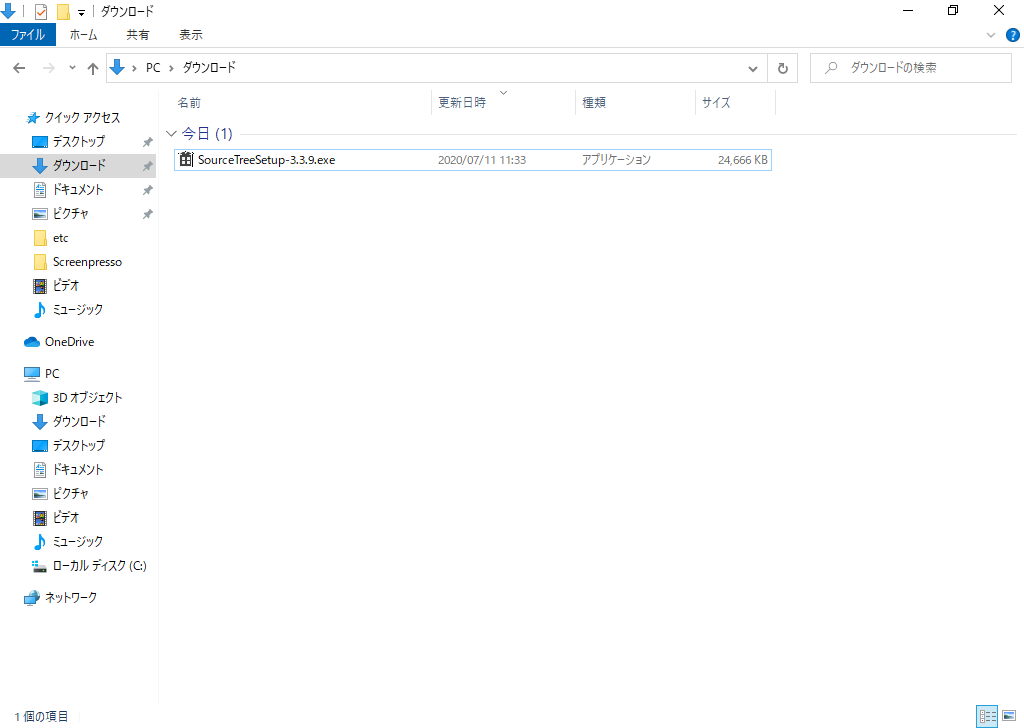 ダウンロード
ファイル ホーム 共有 表示
PC ダウンロード ダウンロードの検索
名前 更新日時 種類 サイズ
今日 (1)
SourceTreeSetup-3.3.9.exe 2020/07/11 11:33 アプリケーション 24,666 KB
クイック アクセス
デスクトップ
ダウンロード
ドキュメント
ピクチャ
etc
Screenpresso
ビデオ
ミュージック
OneDrive
PC
3D オブジェクト
ダウンロード
デスクトップ
ドキュメント
ピクチャ
ビデオ
ミュージック
ローカル ディスク (C:)
ネットワーク
1 個の項目